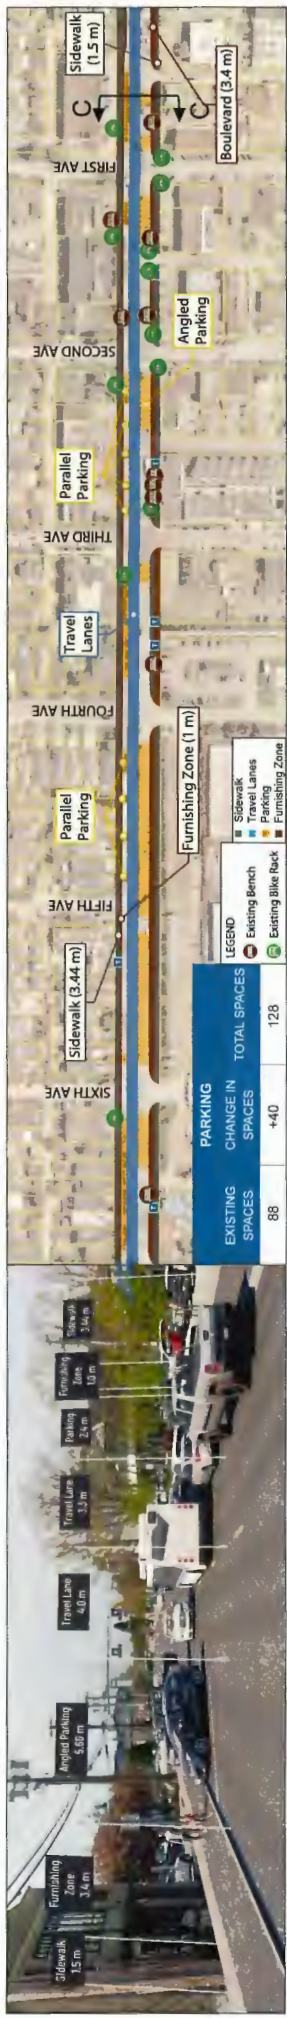 Sidewalk
1.5 m
Furnishing
Zone
3.4 m
Angled Parking
5.60 m
Travel Lane
4.0 m
Travel Lane
3.3 m
Parking
2.4 m
Furnishing
Zone
1.0 m
Sidewalk
3.44 m
SIXTH AVE
FIFTH AVE
FOURTH AVE
THIRD AVE
SECOND AVE
FIRST AVE
Sidewalk (3.44 m)
Parallel
Parking
Travel
Lanes
Parallel
Parking
Sidewalk
(1.5 m)
C
C
Furnishing Zone (1 m)
Angled
Parking
Boulevard (3.4 m)
PARKING
EXISTING
SPACES
CHANGE IN
SPACES
TOTAL SPACES
88
+40
128
LEGEND
Existing Bench
Existing Bike Rack
Sidewalk
Travel Lanes
Parking
Furnishing Zone